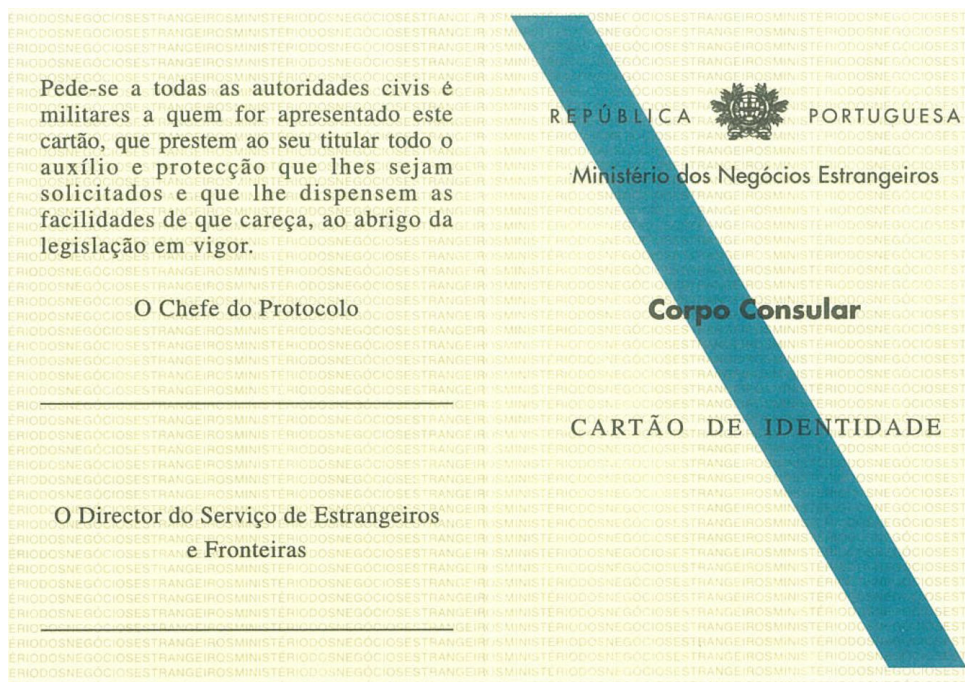 Pede-se a todas as autoridades civis e
militares a quem for apresentado este
cartão, que prestem ao seu titular todo o
auxílio e protecção que lhes sejam
solicitados e que lhe dispensem as
facilidades de que careça, ao abrigo da
legislação em vigor.
O Chefe do Protocolo
O Director do Serviço de Estrangeiros
e Fronteiras
REPÚBLICA PORTUGUESA
Ministério dos Negócios Estrangeiros
Corpo Consular
CARTÃO DE IDENTIDADE